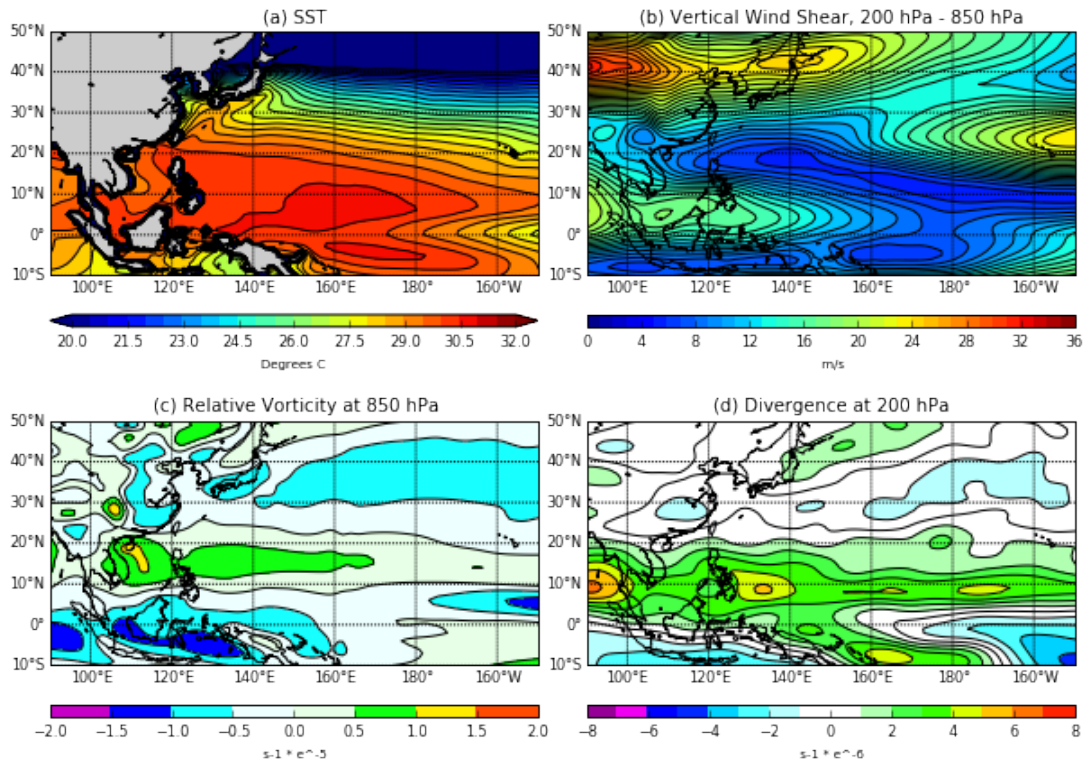 (a) SST
50°N
40°N
30°N
20°N
10°N
0°
10°S
100°E 120°E 140°E 160°E 180° 160°W
20.0 21.5 23.0 24.5 26.0 27.5 29.0 30.5 32.0
Degrees C
(b) Vertical Wind Shear, 200 hPa - 850 hPa
50°N
40°N
30°N
20°N
10°N
0°
10°S
100°E 120°E 140°E 160°E 180° 160°W
0 4 8 12 16 20 24 28 32 36
m/s
(c) Relative Vorticity at 850 hPa
50°N
40°N
30°N
20°N
10°N
0°
10°S
100°E 120°E 140°E 160°E 180° 160°W
−2.0 −1.5 −1.0 −0.5 0.0 0.5 1.0 1.5 2.0
s-1 * e^-5
(d) Divergence at 200 hPa
50°N
40°N
30°N
20°N
10°N
0°
10°S
100°E 120°E 140°E 160°E 180° 160°W
−8 −6 −4 −2 0 2 4 6 8
s-1 * e^-6